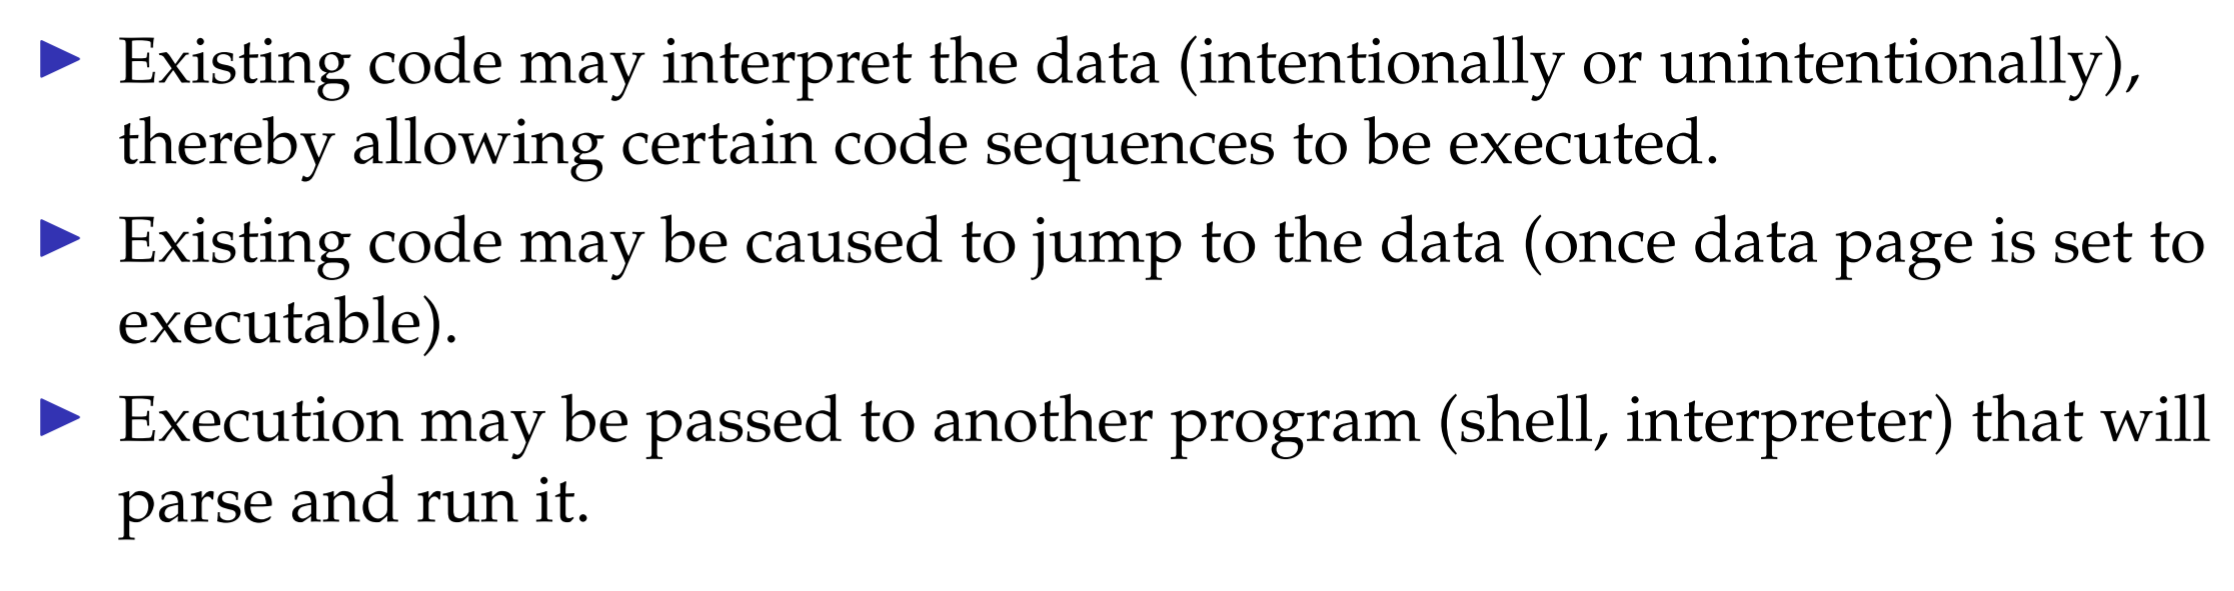 Existing code may interpret the data (intentionally or unintentionally),
thereby allowing certain code sequences to be executed.
Existing code may be caused to jump to the data (once data page is set to
executable).
Execution may be passed to another program (shell, interpreter) that will
parse and run it.